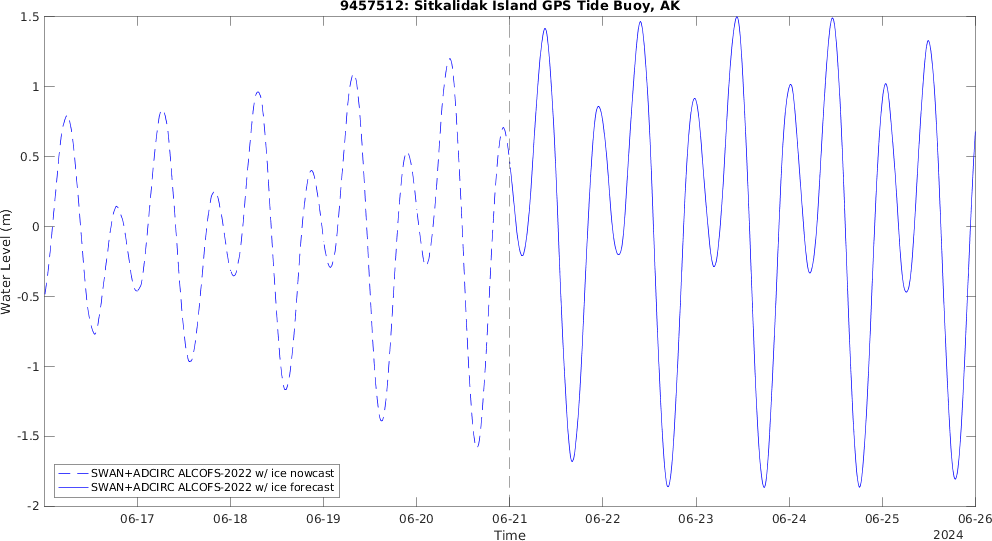 9457512: Sitkalidak Island GPS Tide Buoy, AK
Water Level (m)
1.5
1
0.5
0
-0.5
-1
-1.5
-2
SWAN+ADCIRC ALCOFS-2022 w/ ice nowcast
SWAN+ADCIRC ALCOFS-2022 w/ ice forecast
06-17 06-18 06-19 06-20 06-21 06-22 06-23 06-24 06-25 06-26
Time
2024